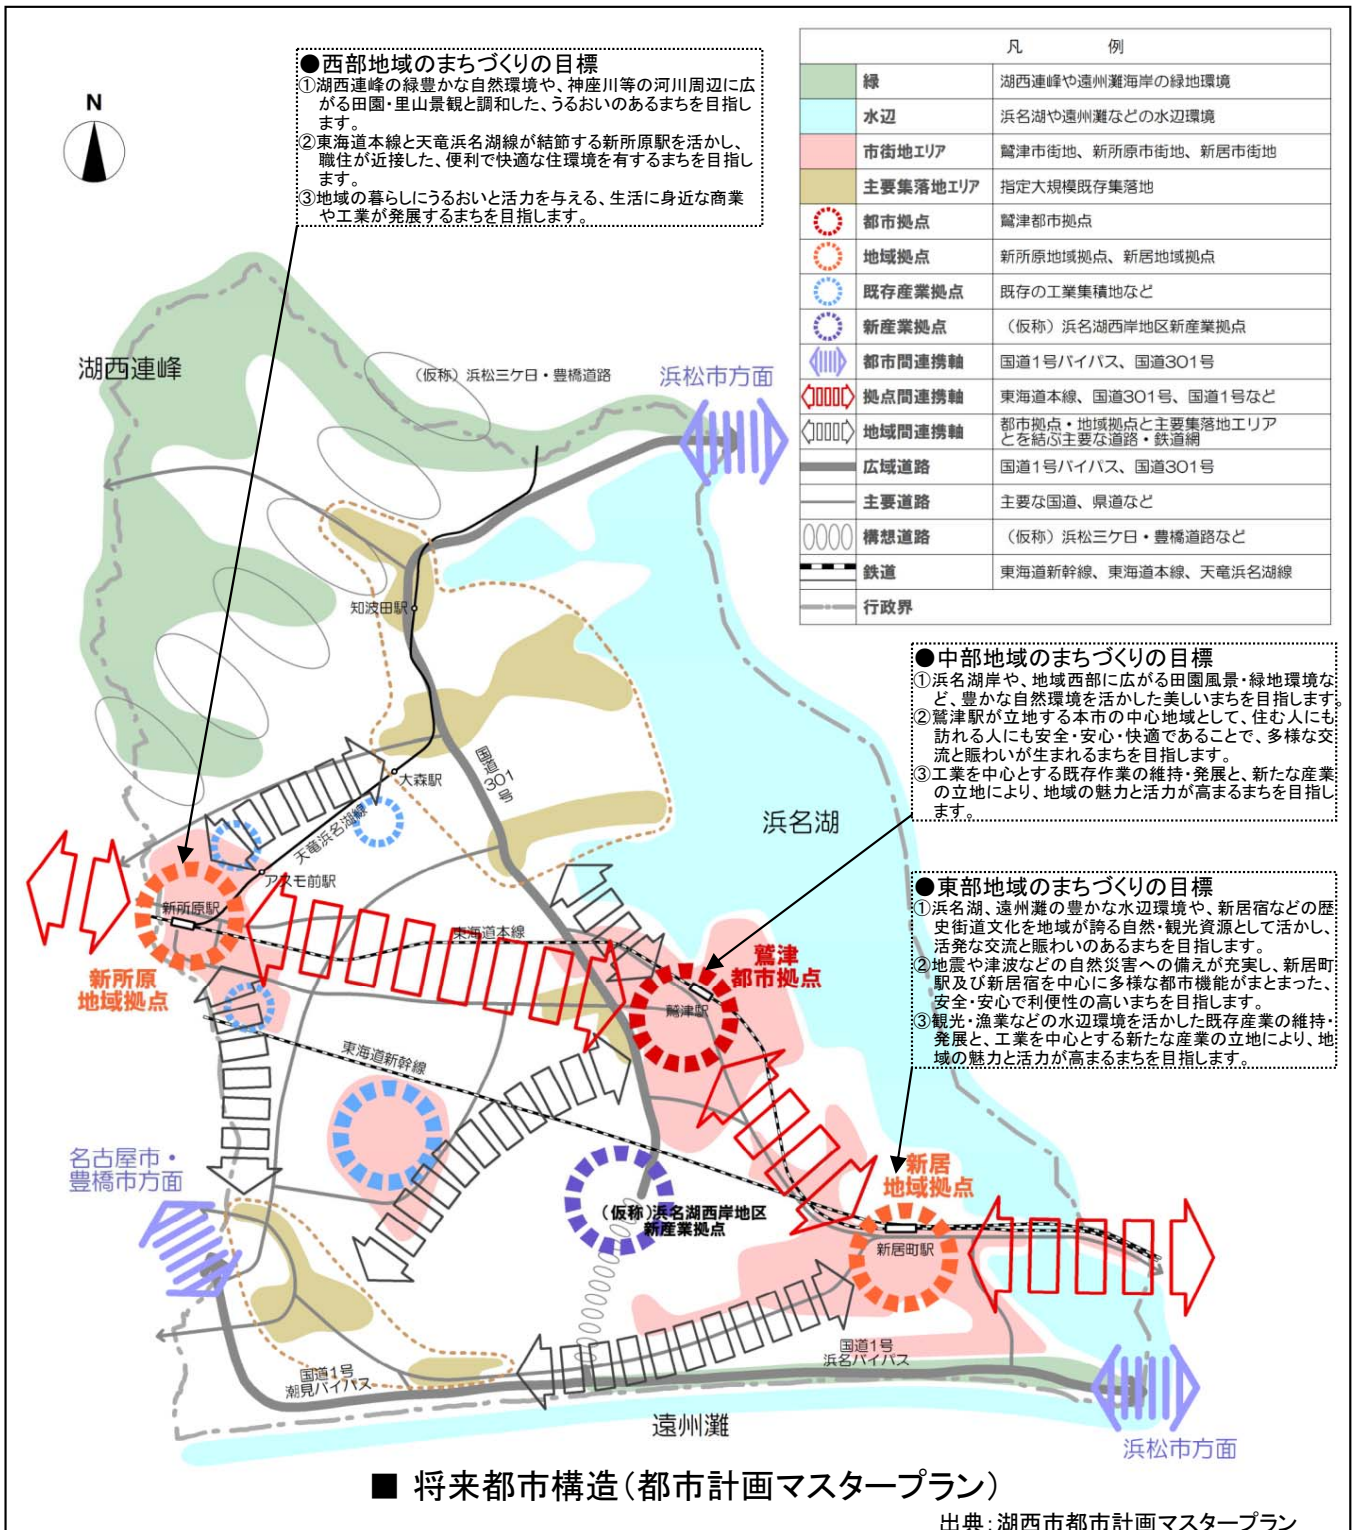 ●西部地域のまちづくりの目標
①湖西連峰の緑豊かな自然環境や、神座川等の河川周辺に広
がる田園・里山景観と調和した、うるおいのあるまちを目指し
ます。
②東海道本線と天竜浜名湖線が結節する新所原駅を活かし、
職住が近接した、便利で快適な住環境を有するまちを目指し
ます。
③地域の暮らしにうるおいと活力を与える、生活に身近な商業
や工業が発展するまちを目指します。
凡 例
緑 湖西連峰や遠州灘海岸の緑地環境
水辺 浜名湖や遠州灘などの水辺環境
市街地エリア 鷲津市街地、新所原市街地、新居市街地
主要集落地エリア 指定大規模既存集落地
都市拠点 鷲津都市拠点
地域拠点 新所原地域拠点、新居地域拠点
既存産業拠点 既存の工業集積地など
新産業拠点 （仮称）浜名湖西岸地区新産業拠点
都市間連携軸 国道1号バイパス、国道301号
拠点間連携軸 東海道本線、国道301号、国道1号など
地域間連携軸 都市拠点・地域拠点と主要集落地エリア
とを結ぶ主要な道路・鉄道網
広域道路 国道1号バイパス、国道301号
主要道路 主要な国道、県道など
構想道路 （仮称）浜松三ケ日・豊橋道路など
鉄道 東海道新幹線、東海道本線、天竜浜名湖線
行政界
N
湖西連峰
（仮称）浜松三ケ日・豊橋道路
浜松市方面
知波田駅
国道301号
大森駅
天竜浜名湖線
アスモ前駅
新所原駅
東海道本線
新所原
地域拠点
浜名湖
鷲津
都市拠点
鷲津駅
東海道新幹線
●中部地域のまちづくりの目標
①浜名湖岸や、地域西部に広がる田園風景・緑地環境な
ど、豊かな自然環境を活かした美しいまちを目指します。
②鷲津駅が立地する本市の中心地域として、住む人にも
訪れる人にも安全・安心・快適であることで、多様な交
流と賑わいが生まれるまちを目指します。
③工業を中心とする既存作業の維持・発展と、新たな産業
の立地により、地域の魅力と活力が高まるまちを目指し
ます。
●東部地域のまちづくりの目標
①浜名湖、遠州灘の豊かな水辺環境や、新居宿などの歴
史街道文化を地域が誇る自然・観光資源として活かし、
活発な交流と賑わいのあるまちを目指します。
②地震や津波などの自然災害への備えが充実し、新居町
駅及び新居宿を中心に多様な都市機能がまとまった、
安全・安心で利便性の高いまちを目指します。
③観光・漁業などの水辺環境を活かした既存産業の維持・
発展と、工業を中心とする新たな産業の立地により、地
域の魅力と活力が高まるまちを目指します。
名古屋市・
豊橋市方面
（仮称）浜名湖西岸地区
新産業拠点
新居
地域拠点
新居町駅
国道1号
潮見バイパス
国道1号
浜名バイパス
遠州灘
浜松市方面
■ 将来都市構造（都市計画マスタープラン）
出典：湖西市都市計画マスタープラン